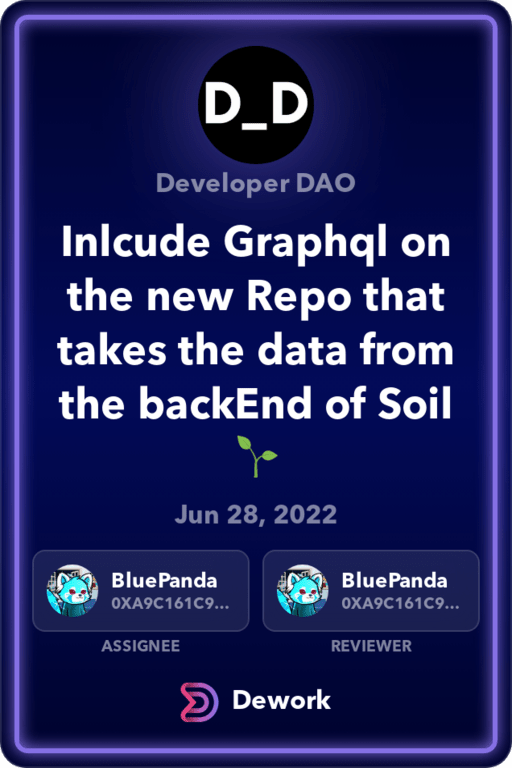 D_D
Developer DAO
Inlcude Graphql on
the new Repo that
takes the data from
the backEnd of Soil
🌱
Jun 28, 2022
BluePanda
0XA9C161C9...
ASSIGNEE
BluePanda
0XA9C161C9...
REVIEWER
Dework